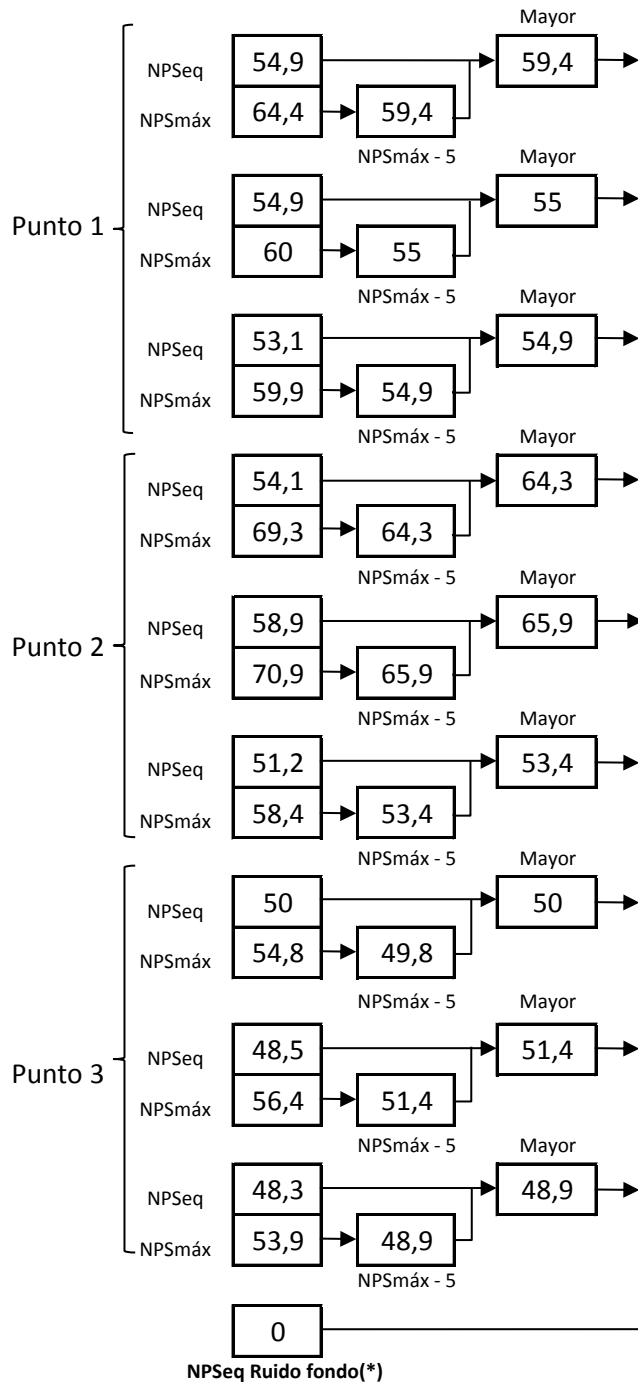 Mayor
NPSeq 54,9 59,4
NPSmáx 64,4 59,4
NPSmáx - 5
Mayor
NPSeq 54,9 55
Punto 1
NPSmáx 60 55
NPSmáx - 5
Mayor
NPSeq 53,1 54,9
NPSmáx 59,9 54,9
NPSmáx - 5
Mayor
NPSeq 54,1 64,3
NPSmáx 69,3 64,3
NPSmáx - 5
Mayor
NPSeq 58,9 65,9
Punto 2
NPSmáx 70,9 65,9
NPSmáx - 5
Mayor
NPSeq 51,2 53,4
NPSmáx 58,4 53,4
NPSmáx - 5
Mayor
NPSeq 50 50
NPSmáx 54,8 49,8
NPSmáx - 5
Mayor
NPSeq 48,5 51,4
Punto 3
NPSmáx 56,4 51,4
NPSmáx - 5
Mayor
NPSeq 48,3 48,9
NPSmáx 53,9 48,9
NPSmáx - 5
0
NPSeq Ruido fondo(*)